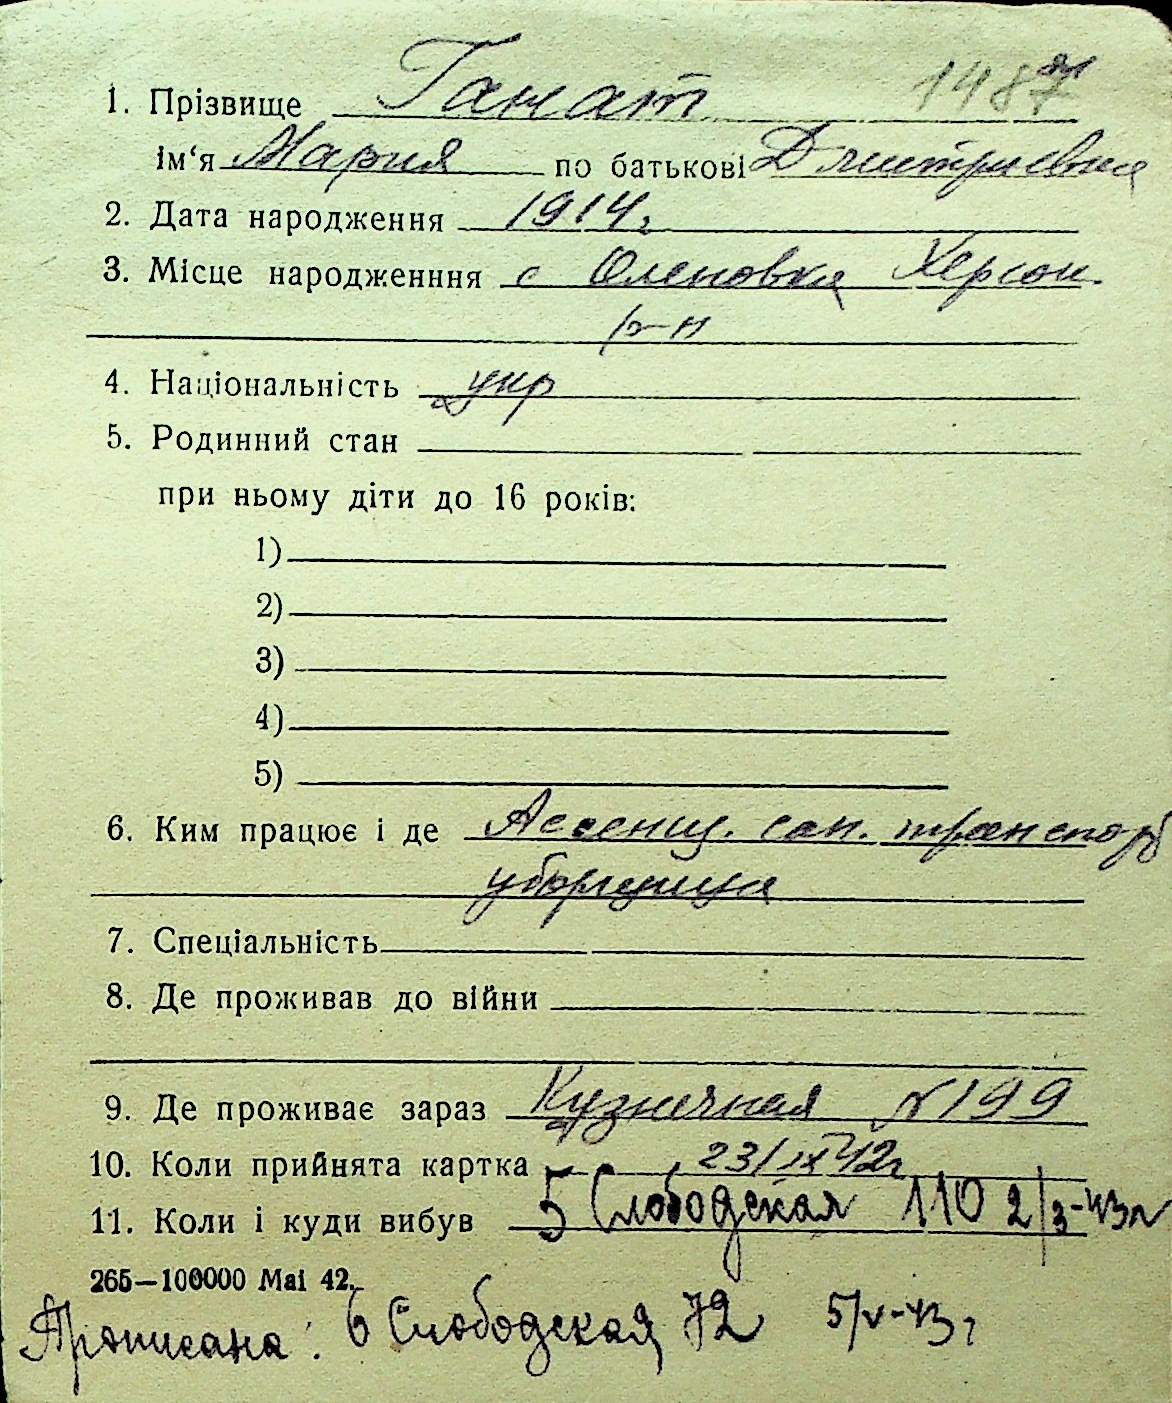 1487
1. Прізвище Ганат
ім‘я Мария по батькові Дмитриевна
2. Дата народження 1914г
3. Місце народженння с Оленовка Херсон.
р-н
4. Національність укр
5. Родинний стан
при ньому діти до 16 років:
1)
2)
3)
4)
5)
6. Ким працює і де Ассениз. сан. транспорт
уборщица
7. Спеціальність
8. Де проживав до війни
9. Де проживає зараз Кузнечная №199
10. Коли прийнята картка 23/IX 42г
11. Коли і куди вибув 5 Слободская 110 2/3-43г
265—100000 Mai 42.
Прописана: 6 Слободская 72 5/V-43г